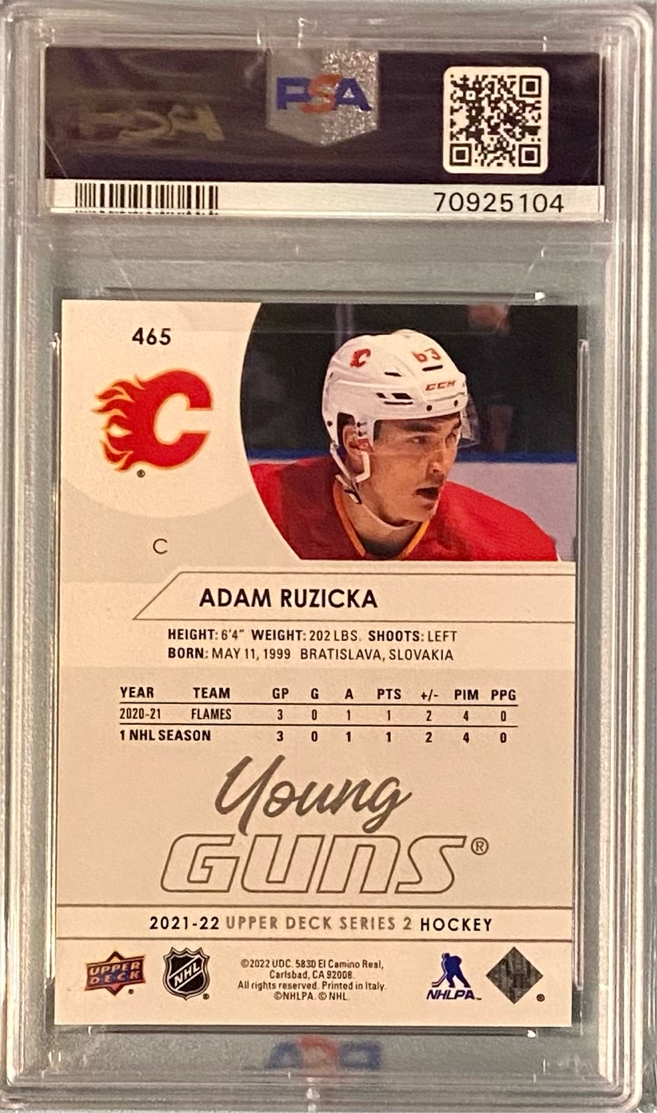 PSA
70925104
465
C
63
CCM
C
ADAM RUZICKA
HEIGHT: 6'4" WEIGHT: 202 LBS. SHOOTS: LEFT
BORN: MAY 11, 1999 BRATISLAVA, SLOVAKIA
YEAR TEAM GP G A PTS +/- PIM PPG
2020-21 FLAMES 3 0 1 1 2 4 0
1 NHL SEASON 3 0 1 1 2 4 0
Young
GUNS®
2021-22 UPPER DECK SERIES 2 HOCKEY
UPPER DECK
NHL
©2022 UDC. 5830 El Camino Real,
Carlsbad, CA 92008.
All rights reserved. Printed in Italy.
©NHLPA. © NHL.
NHLPA
PSA